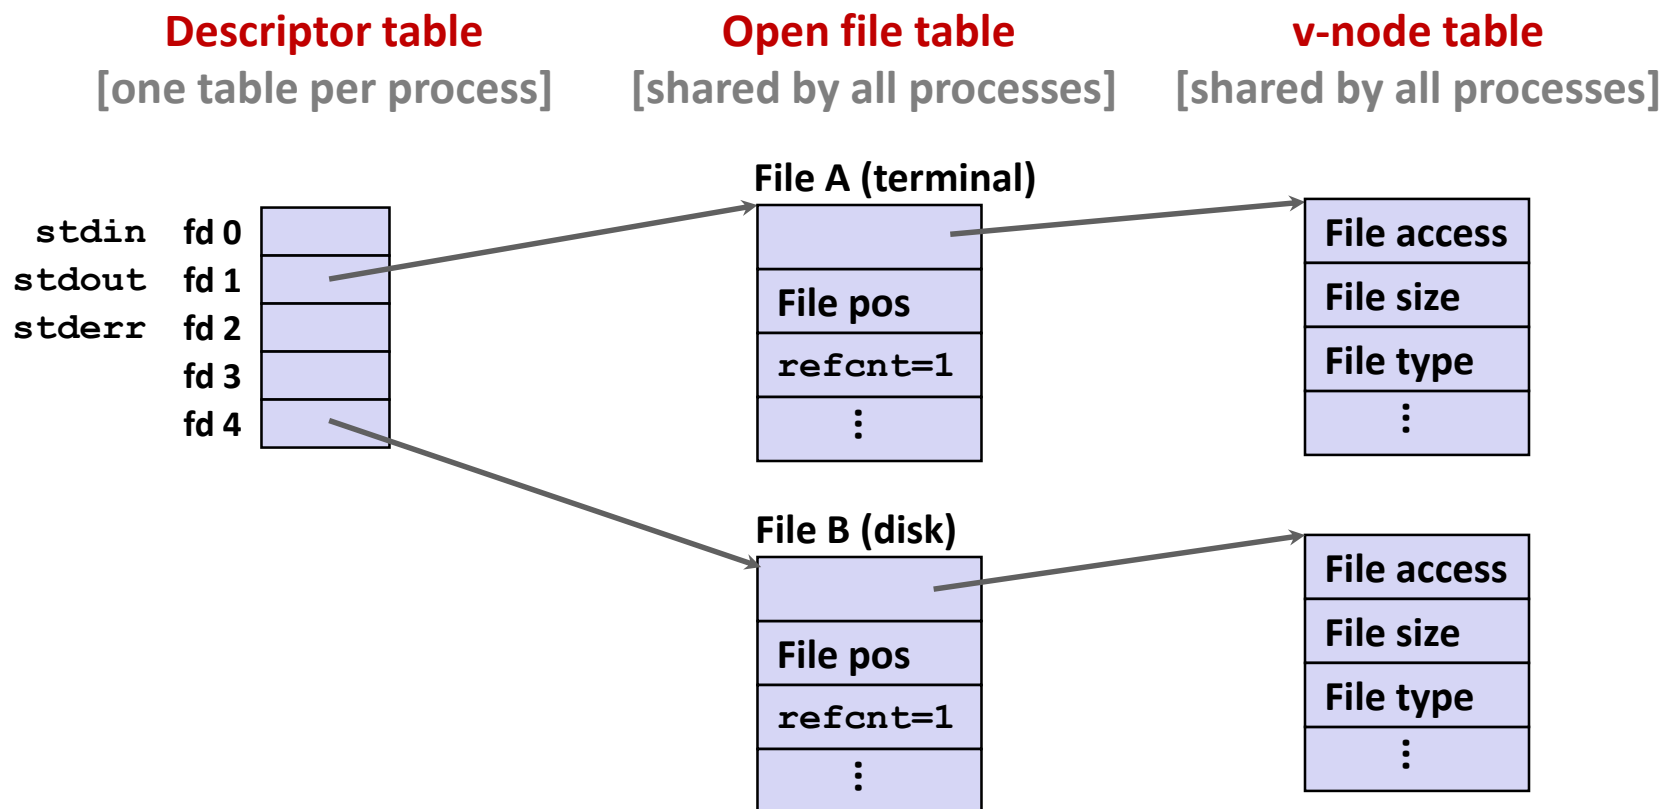 Descriptor table
[one table per process]
Open file table
[shared by all processes]
v-node table
[shared by all processes]
stdin fd 0
stdout fd 1
stderr fd 2
fd 3
fd 4
File A (terminal)
File pos
refcnt=1
⋮
File access
File size
File type
⋮
File B (disk)
File pos
refcnt=1
⋮
File access
File size
File type
⋮